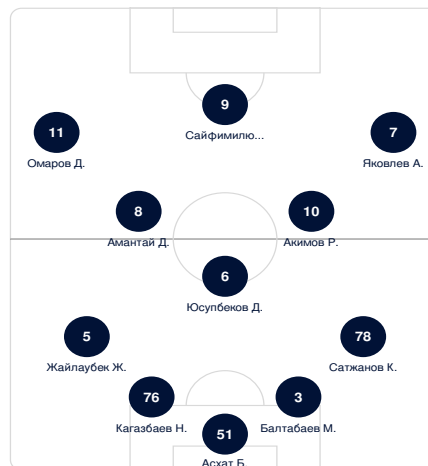 9
Сайфимилю...
11
Омаров Д.
7
Яковлев А.
8
Амантай Д.
10
Акимов Р.
6
Юсупбеков Д.
5
Жайлаубек Ж.
78
Сатжанов К.
76
Кагазбаев Н.
3
Балтабаев М.
51
Асхат Б.